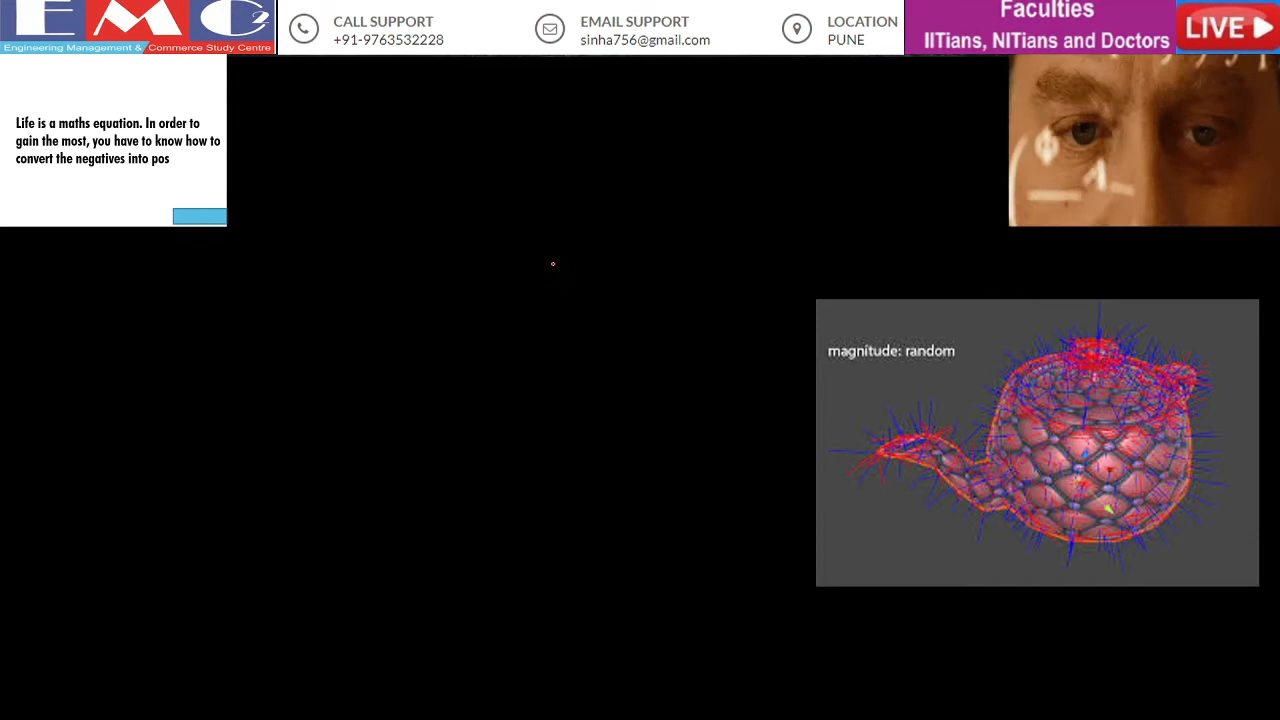 EMC2
Engineering Management & Commerce Study Centre
CALL SUPPORT
+91-9763532228
EMAIL SUPPORT
sinha756@gmail.com
LOCATION
PUNE
Faculties
IITians, NITians and Doctors
LIVE
Life is a maths equation. In order to
gain the most, you have to know how to
convert the negatives into pos
magnitude: random